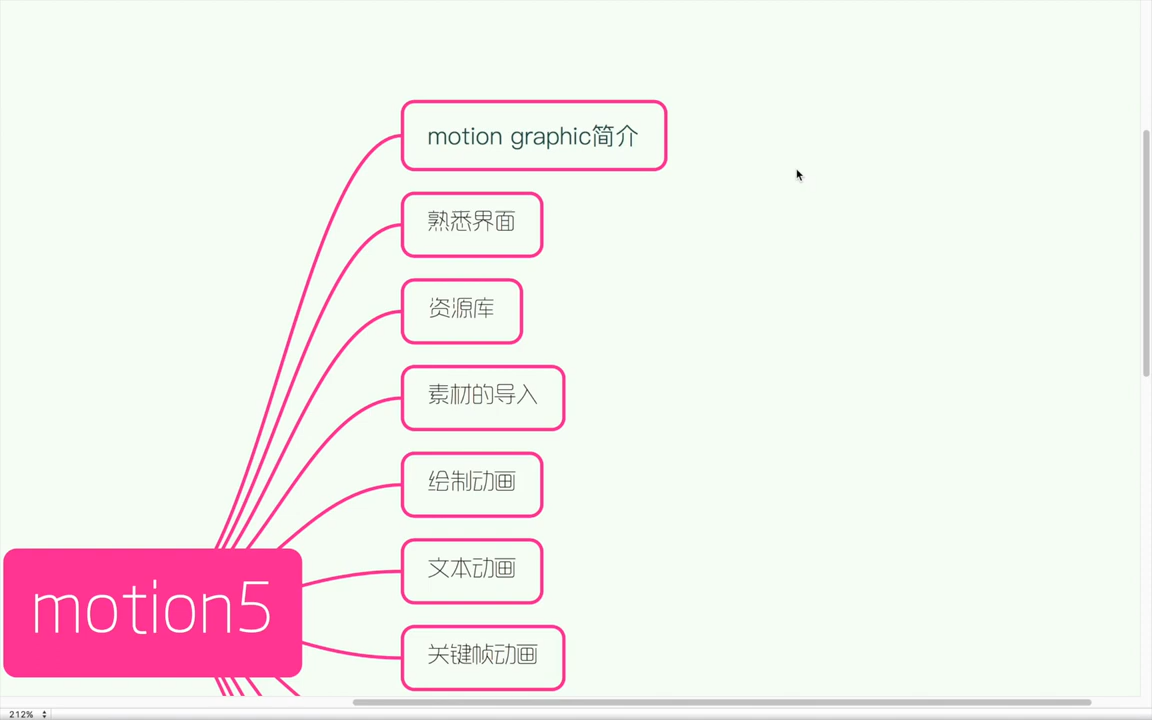 motion graphic简介
熟悉界面
资源库
素材的导入
绘制动画
文本动画
motion5
关键帧动画
212%